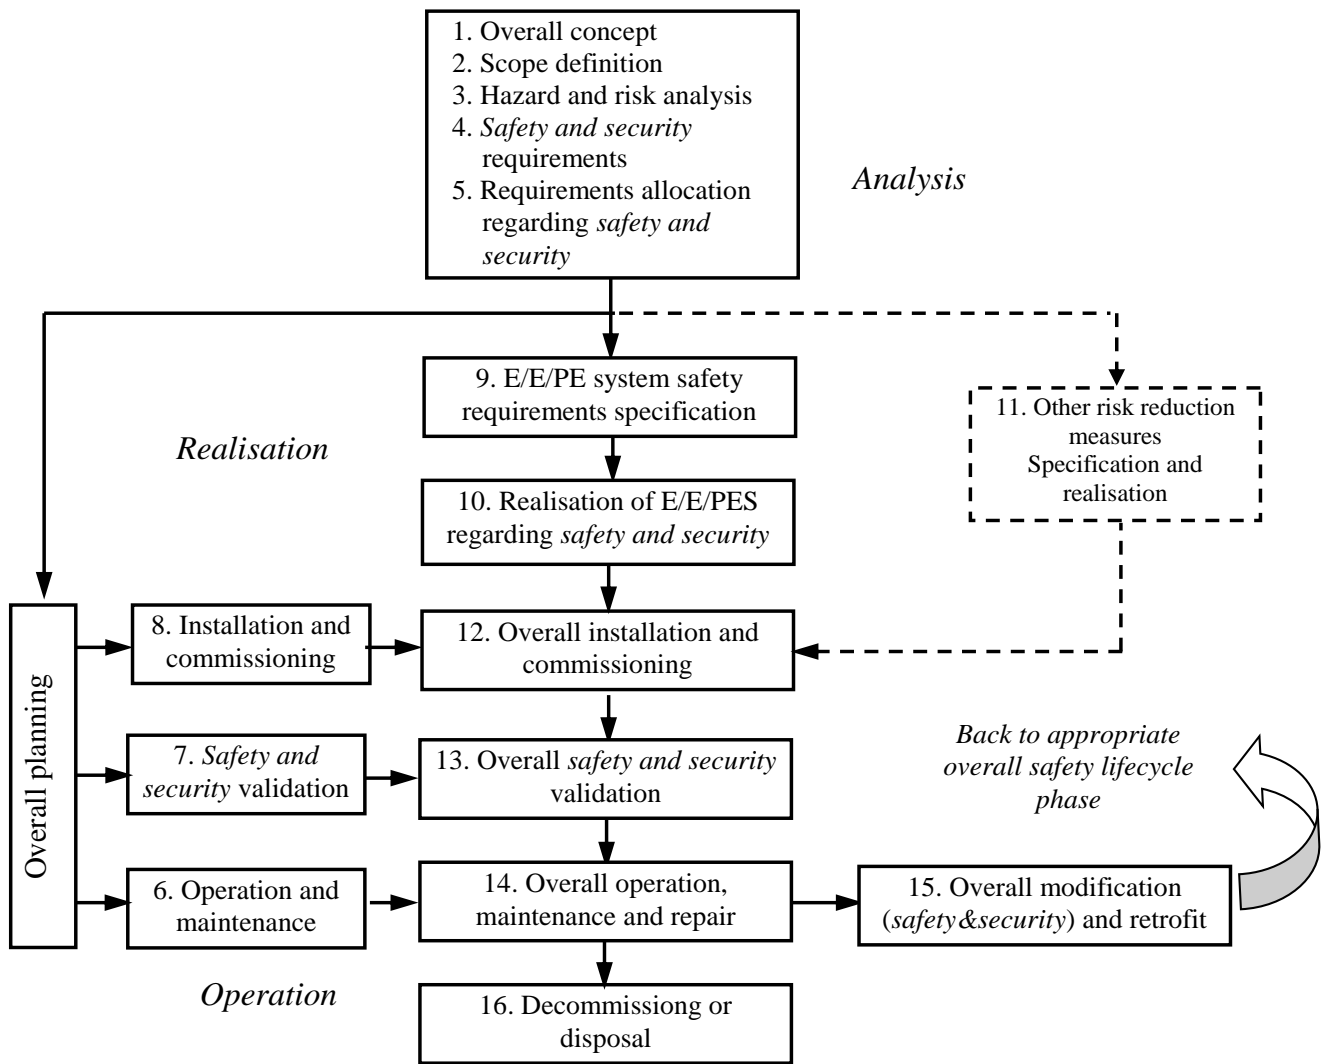 1. Overall concept
2. Scope definition
3. Hazard and risk analysis
4. Safety and security
requirements
5. Requirements allocation
regarding safety and
security
Analysis
9. E/E/PE system safety
requirements specification
11. Other risk reduction
measures
Specification and
realisation
Realisation
10. Realisation of E/E/PES
regarding safety and security
Overall planning
8. Installation and
commissioning
12. Overall installation and
commissioning
7. Safety and
security validation
13. Overall safety and security
validation
Back to appropriate
overall safety lifecycle
phase
6. Operation and
maintenance
14. Overall operation,
maintenance and repair
15. Overall modification
(safety&security) and retrofit
Operation
16. Decommissiong or
disposal